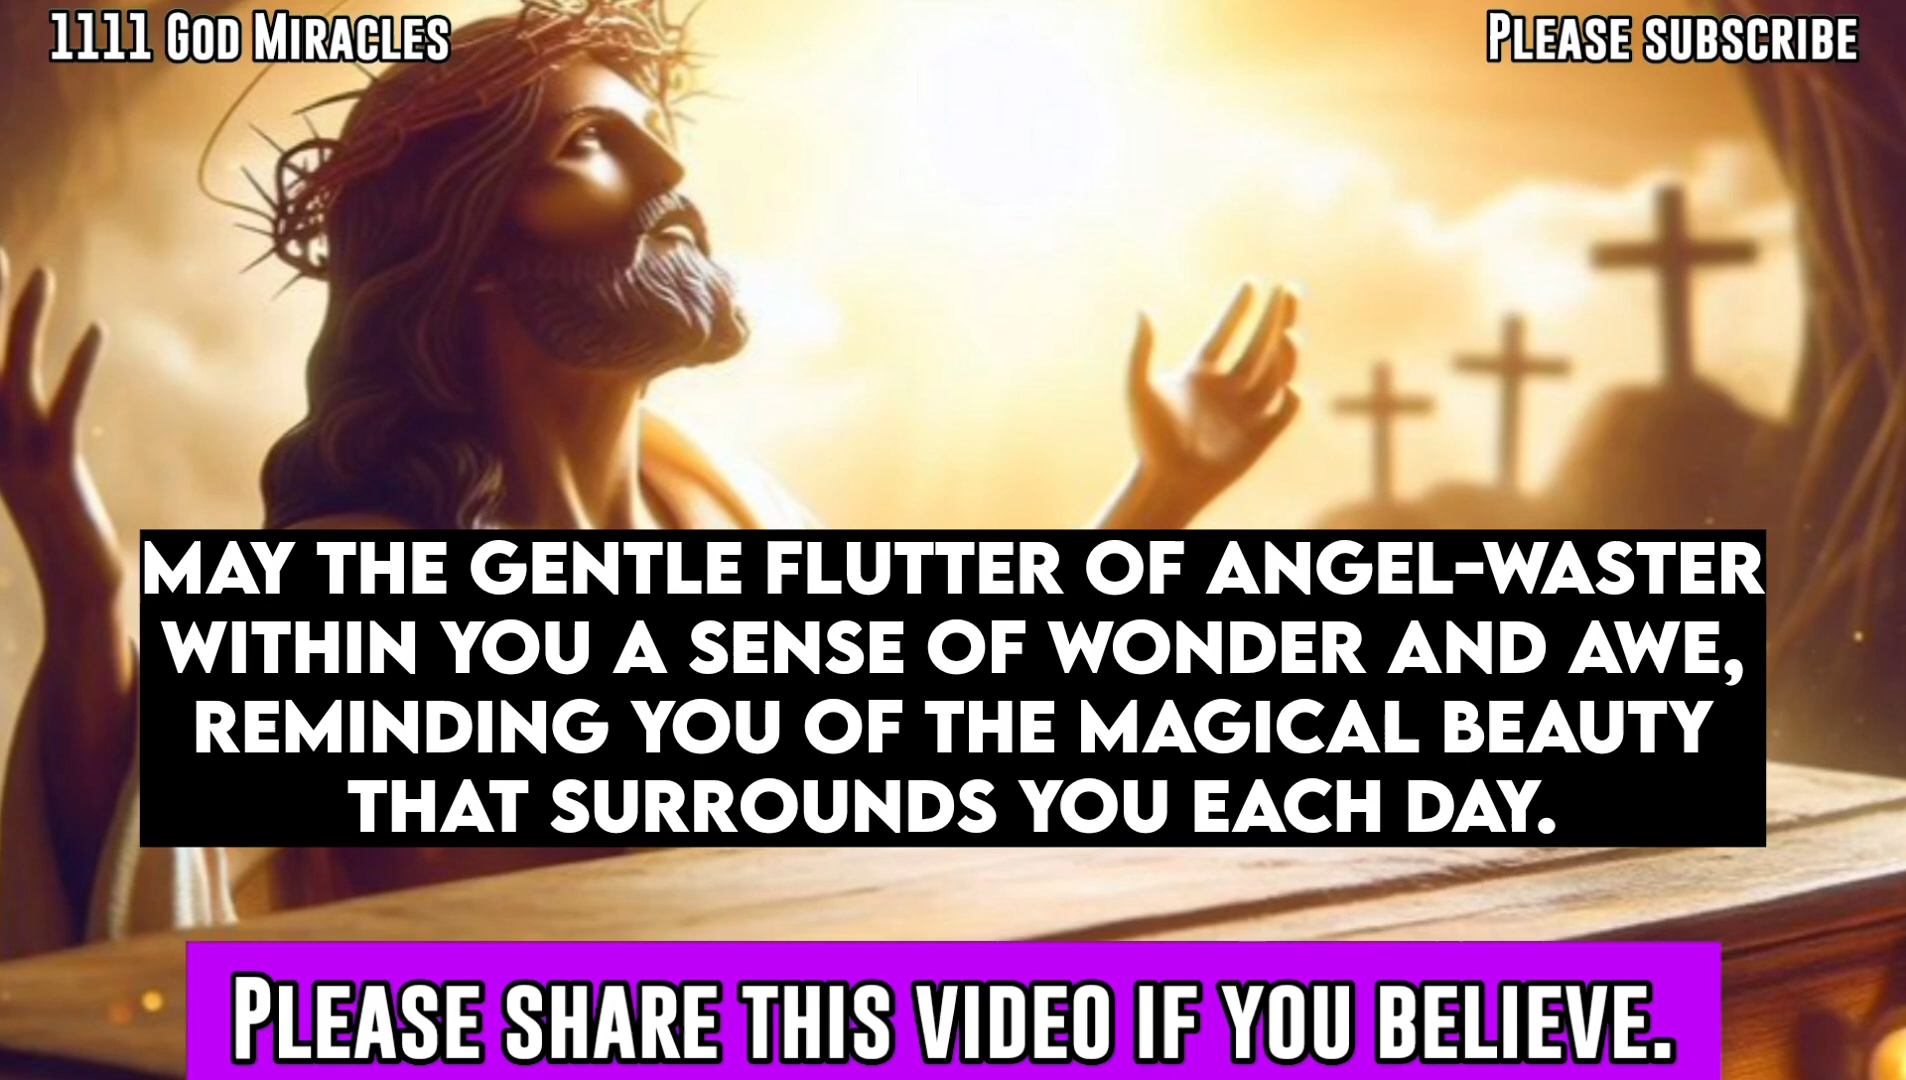 1111 God Miracles
Please subscribe
MAY THE GENTLE FLUTTER OF ANGEL-WASTER
WITHIN YOU A SENSE OF WONDER AND AWE,
REMINDING YOU OF THE MAGICAL BEAUTY
THAT SURROUNDS YOU EACH DAY.
Please share this video if you believe.